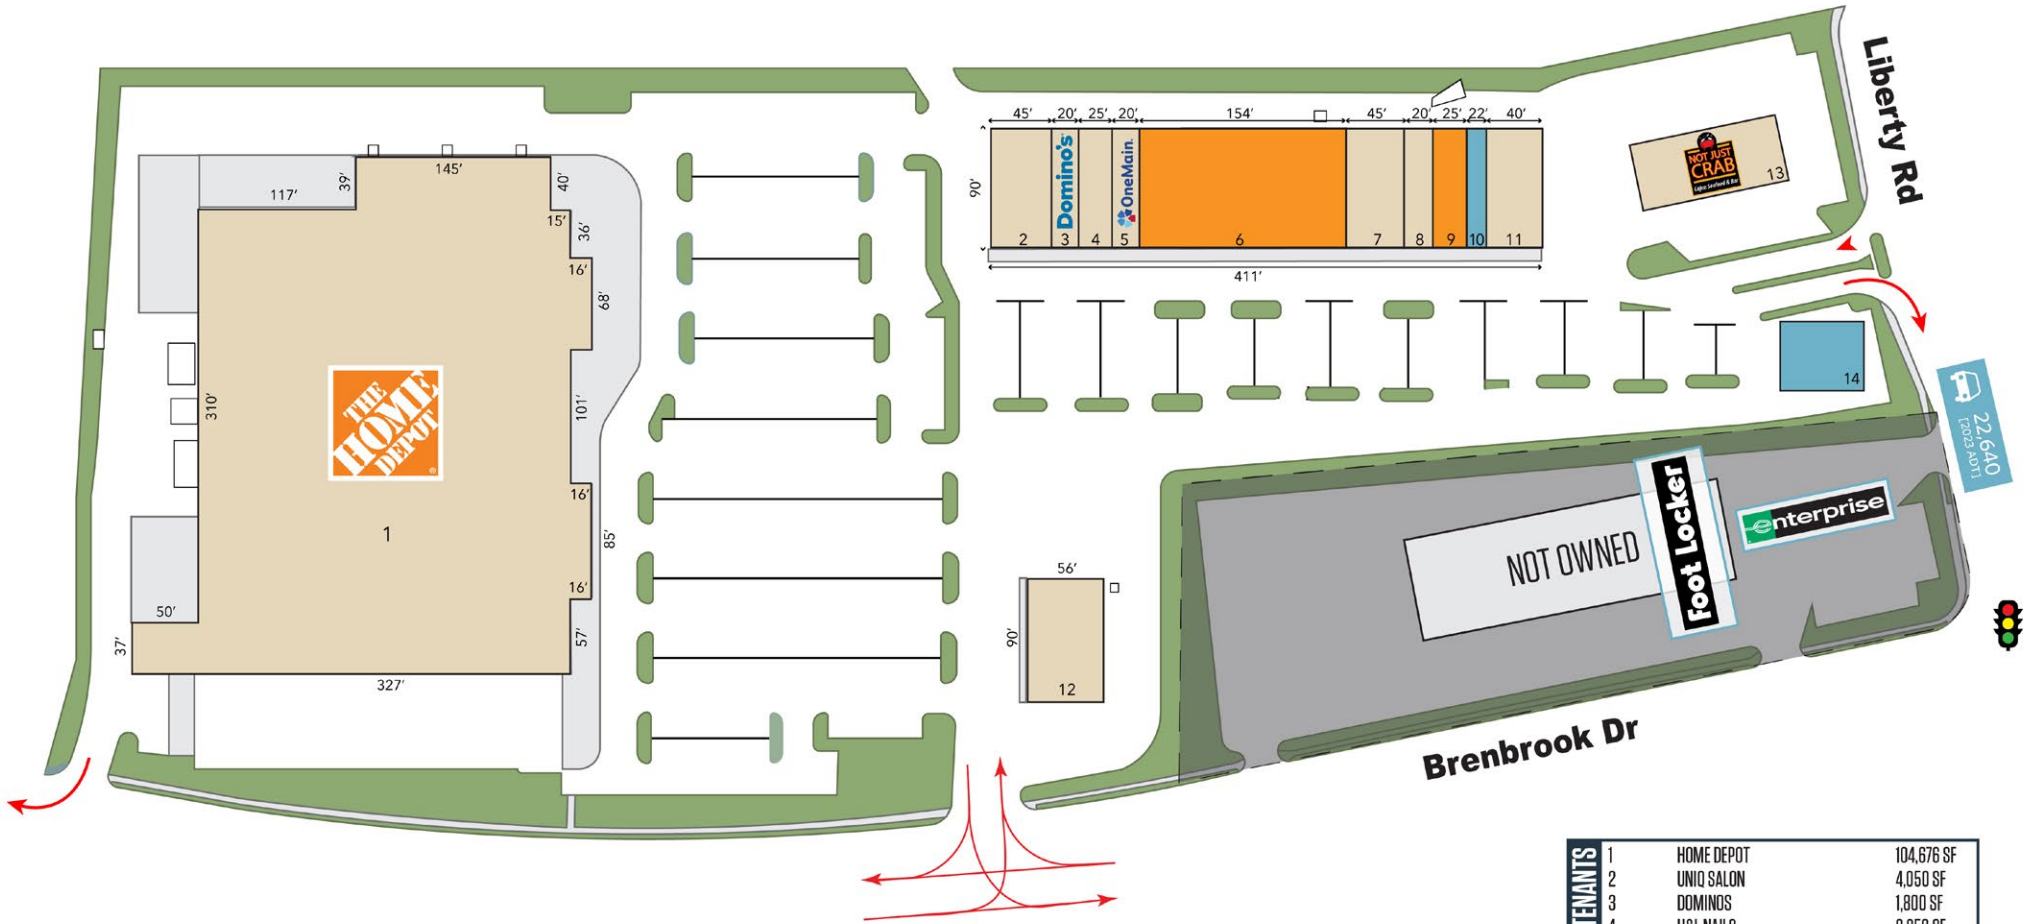 Liberty Rd
45' 20' 25' 20' 154' 45' 20' 25' 22' 40'
90'
Domino's
OneMain.
2 3 4 5 6 7 8 9 10 11
411'
NOT JUST
CRAB
13
145'
117'
39'
40'
15'
36'
16'
68'
310'
101'
THE
HOME
DEPOT
1
16'
85'
16'
50'
37'
57'
327'
14
22,640
[2023 ADT]
56'
90'
12
NOT OWNED
Foot Locker
enterprise
Brenbrook Dr
TENANTS
1 HOME DEPOT 104,676 SF
2 UNIQ SALON 4,050 SF
3 DOMINOS 1,800 SF